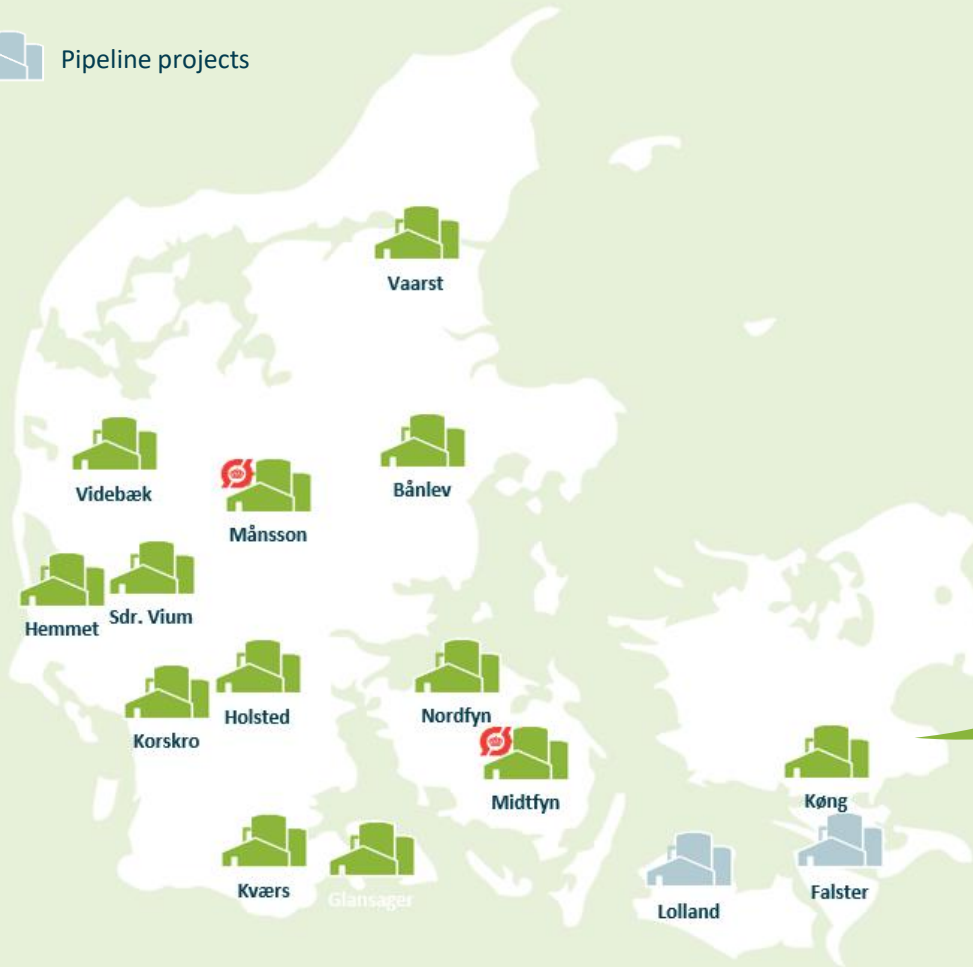 Pipeline projects
Vaarst
Videbæk
Bånlev
Månsson
Hemmet
Sdr. Vium
Holsted
Korskro
Nordfyn
Midtfyn
Køng
Kværs
Glansager
Lolland
Falster